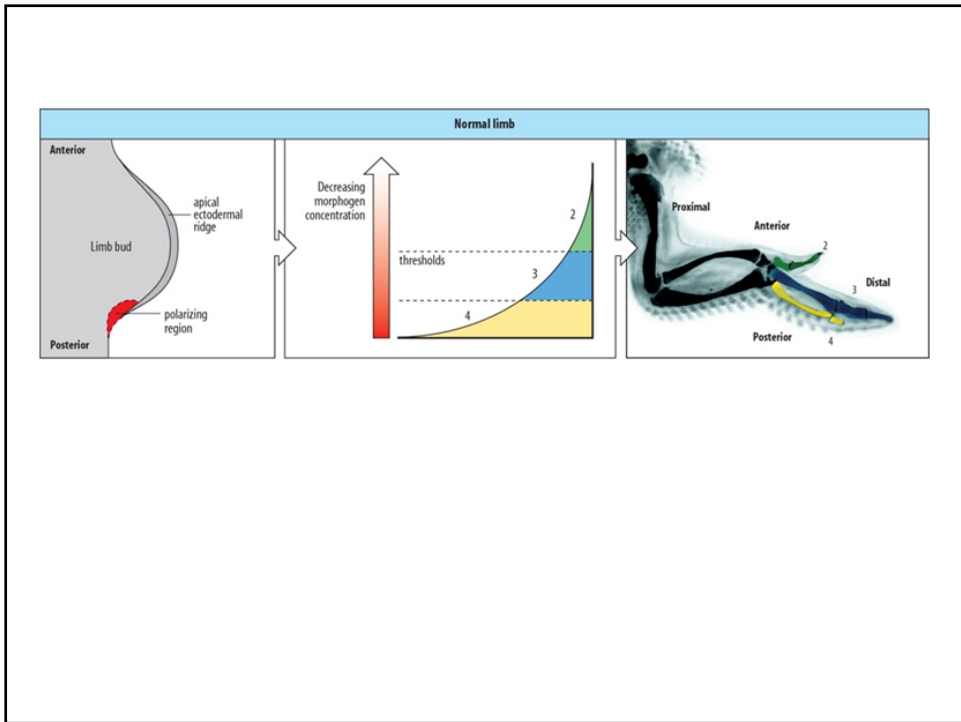 Normal limb
Anterior
apical
ectodermal
ridge
Limb bud
polarizing
region
Posterior
Decreasing
morphogen
concentration
thresholds
2
3
4
Proximal
Anterior
2
Distal
3
Posterior
4